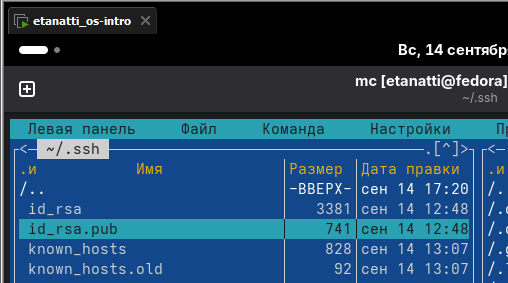 etanatti_os-intro
Вс, 14 сентября
mc [etanatti@fedora]
~/.ssh
Левая панель Файл Команда Настройки
<— ~/.ssh .[^]> <—
.и Имя Размер Дата правки .и
/.. -ВВЕРХ- сен 14 17:20 /.
id_rsa 3381 сен 14 12:48
id_rsa.pub 741 сен 14 12:48
known_hosts 828 сен 14 13:07
known_hosts.old 92 сен 14 13:07